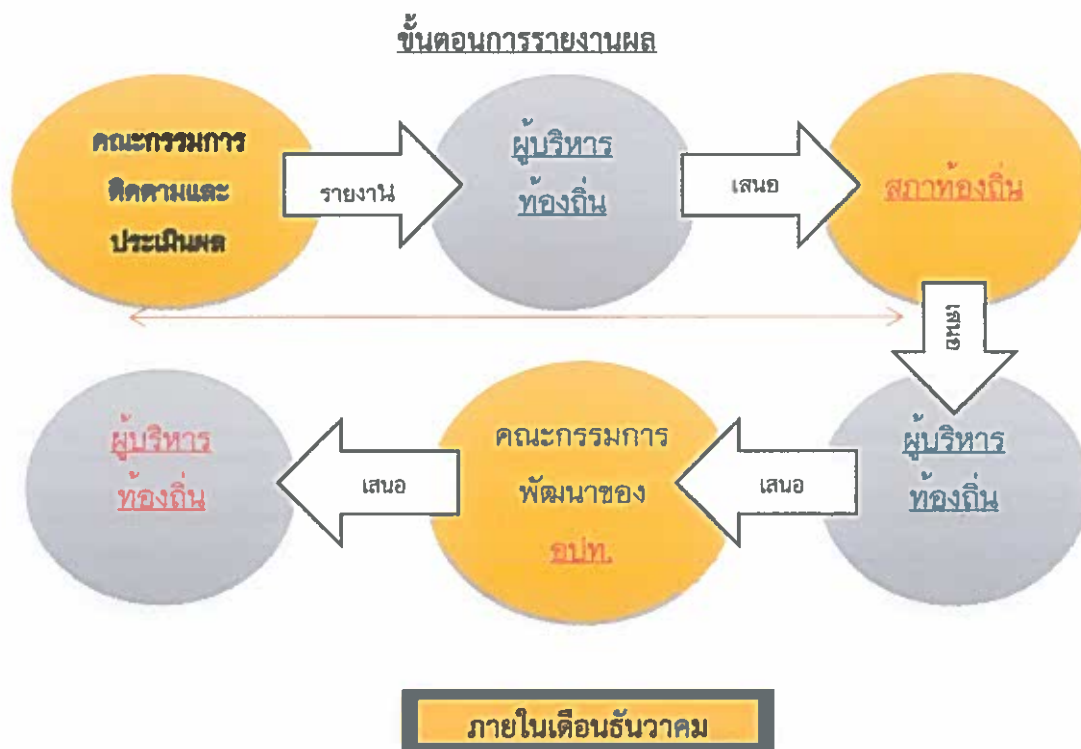 ขั้นตอนการรายงานผล
คณะกรรมการ
ติดตามและ
ประเมินผล
รายงาน
ผู้บริหาร
ท้องถิ่น
เสนอ
สภาท้องถิ่น
เสนอ
ผู้บริหาร
ท้องถิ่น
เสนอ
คณะกรรมการ
พัฒนาของ
อปท.
เสนอ
ผู้บริหาร
ท้องถิ่น
ภายในเดือนธันวาคม